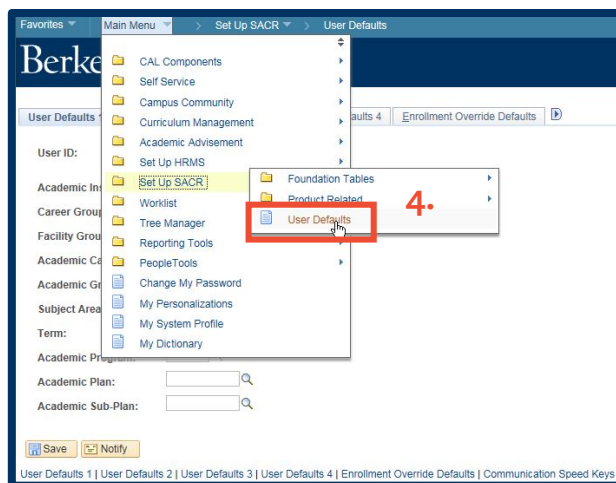 Favorites Main Menu > Set Up SACR > User Defaults
Berke
CAL Components
Self Service
Campus Community
Curriculum Management
Academic Advisement
Set Up HRMS
Set Up SACR
Worklist
Tree Manager
Reporting Tools
PeopleTools
Change My Password
My Personalizations
My System Profile
My Dictionary
Foundation Tables
Product Related
User Defaults
4.
User Defaults 1
aults 4
Enrollment Override Defaults
User ID:
Academic Ins
Career Group
Facility Grou
Academic Ca
Academic Gr
Subject Area
Term:
Academic Program:
Academic Plan:
Academic Sub-Plan:
Save Notify
User Defaults 1 | User Defaults 2 | User Defaults 3 | User Defaults 4 | Enrollment Override Defaults | Communication Speed Keys